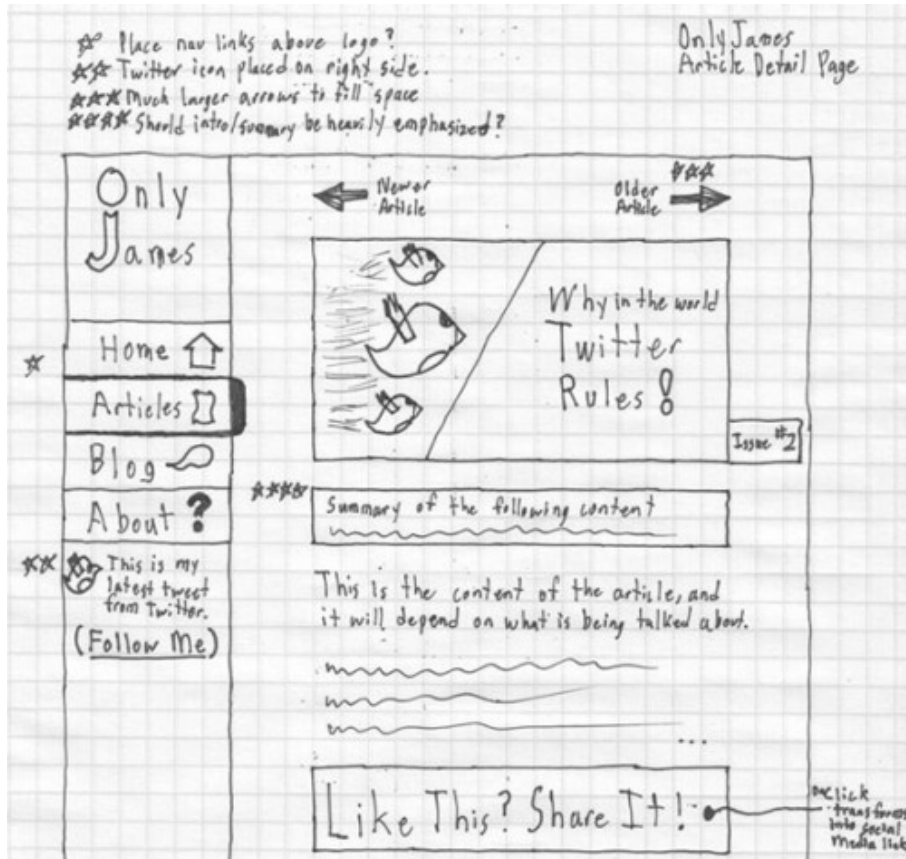 Place nav links above logo?
Twitter icon placed on right side.
Much larger arrows to fill space
Should intro/summary be heavily emphasized?
Only James
Article Detail Page
Only
James
Home
Articles
Blog
About ?
This is my
latest tweet
from Twitter.
(Follow Me)
Newer
Article
Older
Article
Why in the world
Twitter
Rules!
Issue #2
Summary of the following content
This is the content of the article, and
it will depend on what is being talked about.
...
Like This? Share It!
onClick
transforms
into social
media link